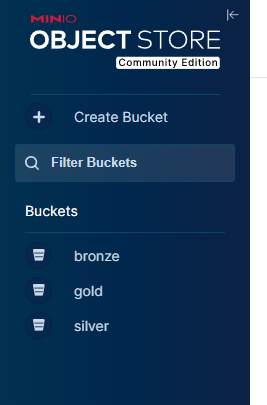 MINIO
OBJECT STORE
Community Edition
Create Bucket
Filter Buckets
Buckets
bronze
gold
silver